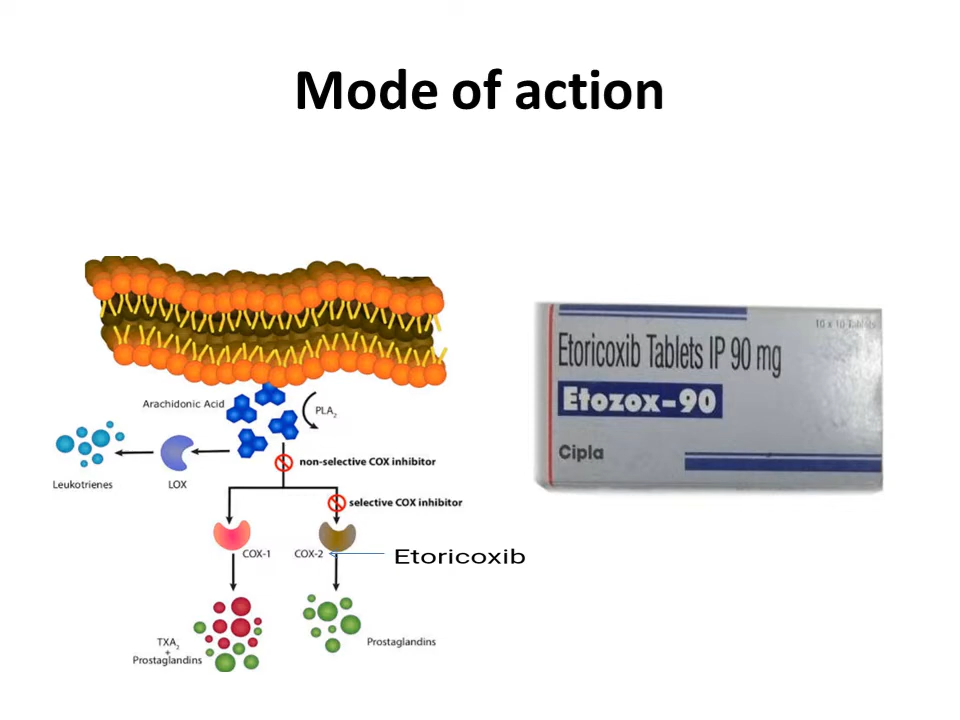 Mode of action
Arachidonic Acid
PLA2
Leukotrienes
LOX
non-selective COX inhibitor
selective COX inhibitor
COX-1
COX-2
Etoricoxib
TXA2
+
Prostaglandins
Prostaglandins
10 x 10 Tablets
Etoricoxib Tablets IP 90 mg
Etozox-90
Cipla